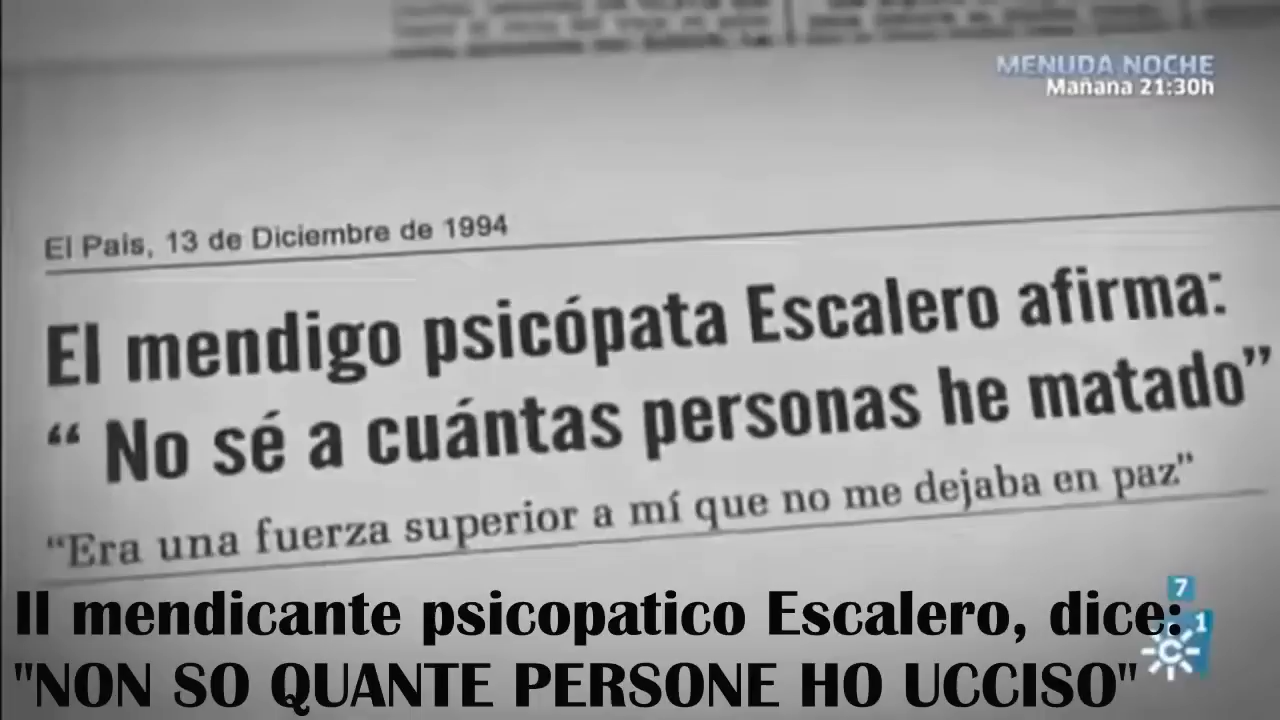 MENUDA NOCHE
Mañana 21:30h
El Pais, 13 de Diciembre de 1994
El mendigo psicópata Escalero afirma:
“ No sé a cuántas personas he matado”
“Era una fuerza superior a mí que no me dejaba en paz”
Il mendicante psicopatico Escalero, dice:
"NON SO QUANTE PERSONE HO UCCISO"
7
1